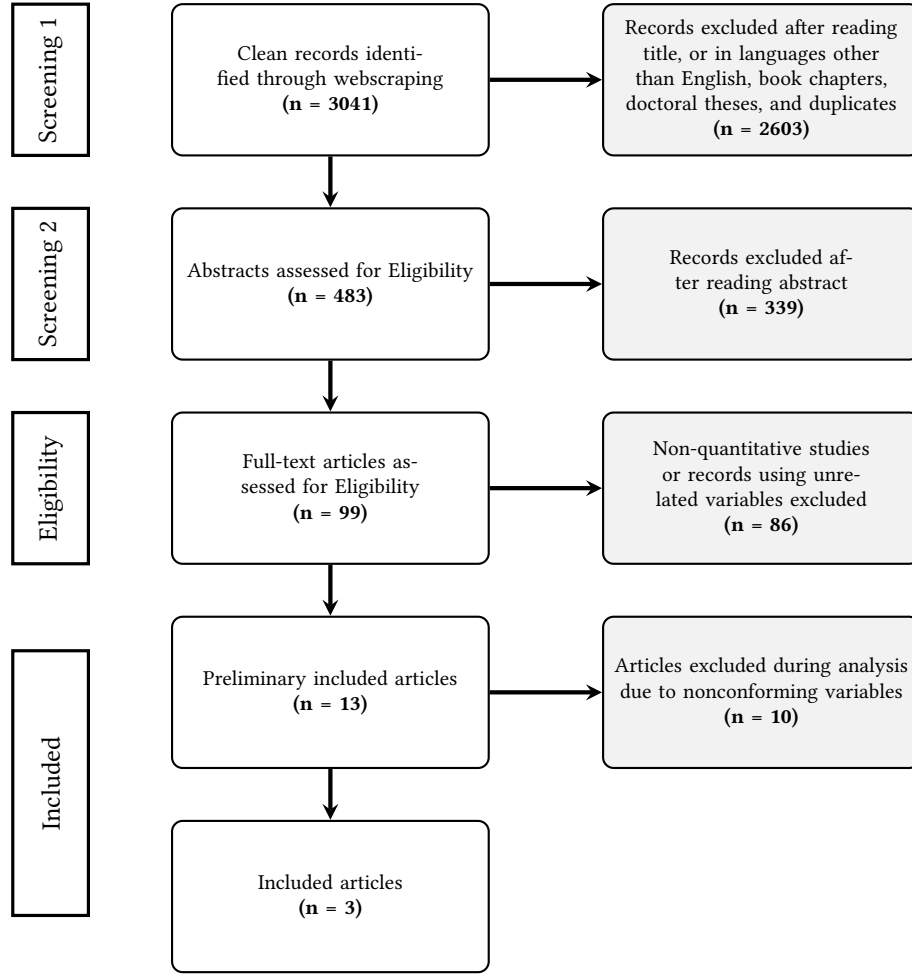 Screening 1
Clean records identi-
fied through webscraping
(n = 3041)
Records excluded after reading
title, or in languages other
than English, book chapters,
doctoral theses, and duplicates
(n = 2603)
Screening 2
Abstracts assessed for Eligibility
(n = 483)
Records excluded af-
ter reading abstract
(n = 339)
Eligibility
Full-text articles as-
sessed for Eligibility
(n = 99)
Non-quantitative studies
or records using unre-
lated variables excluded
(n = 86)
Included
Preliminary included articles
(n = 13)
Articles excluded during analysis
due to nonconforming variables
(n = 10)
Included articles
(n = 3)